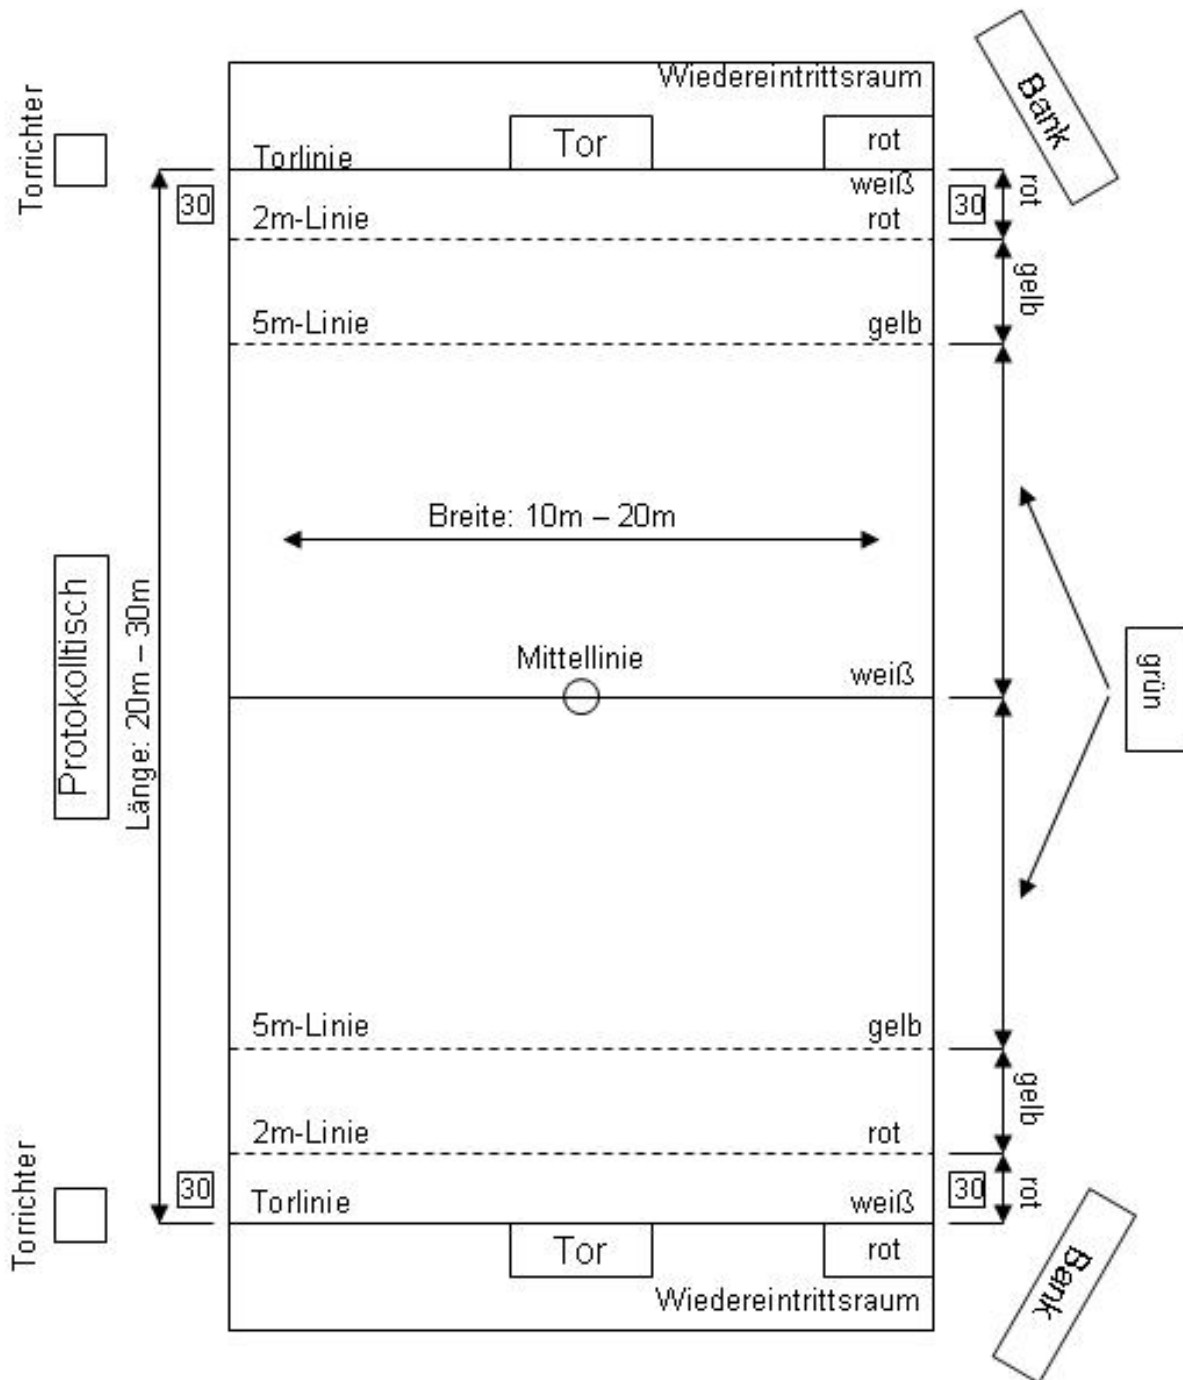 Wiedereintrittsraum
Bank
Torrichter
Tor
rot
Torlinie
weiß
30
30
rot
2m-Linie
rot
gelb
5m-Linie
gelb
Breite: 10m – 20m
Protokolltisch
Länge: 20m – 30m
Mittellinie
weiß
grün
5m-Linie
gelb
gelb
2m-Linie
rot
Torrichter
30
30
rot
Torlinie
weiß
Tor
rot
Bank
Wiedereintrittsraum